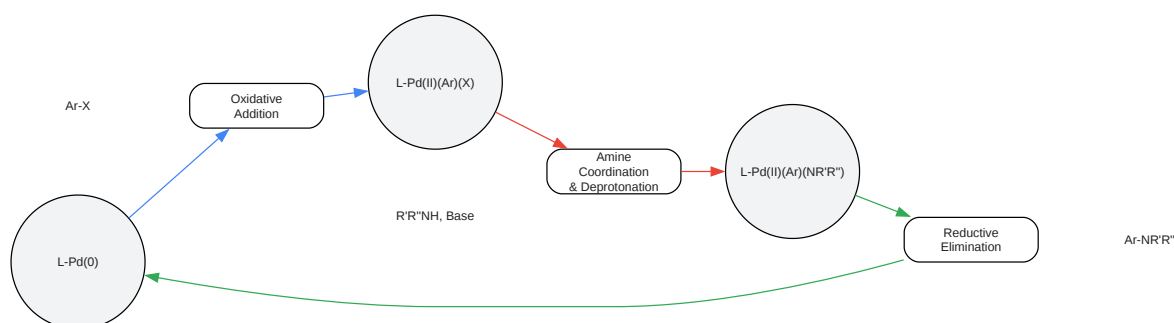 Ar-X
Oxidative
Addition
L-Pd(II)(Ar)(X)
Amine
Coordination
& Deprotonation
L-Pd(II)(Ar)(NR'R")
R'R"NH, Base
Reductive
Elimination
Ar-NR'R"
L-Pd(0)